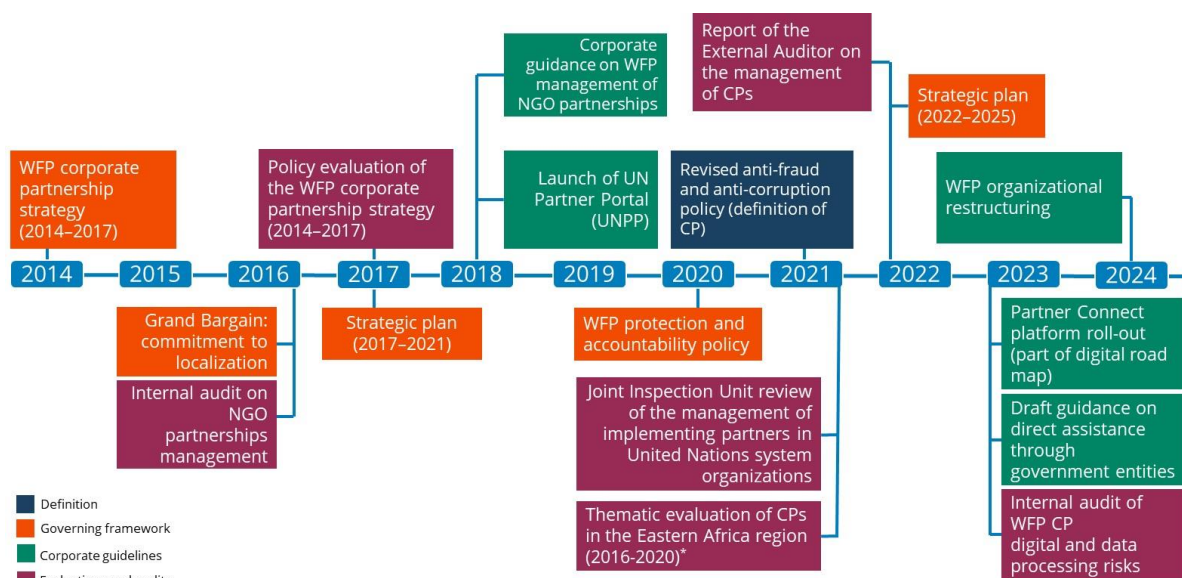 Corporate
guidance on WFP
management of
NGO partnerships
Report of the
External Auditor on
the management
of CPs
Strategic plan
(2022–2025)
WFP corporate
partnership
strategy
(2014–2017)
Policy evaluation of
the WFP corporate
partnership strategy
(2014–2017)
Launch of UN
Partner Portal
(UNPP)
Revised anti-fraud
and anti-corruption
policy (definition of
CP)
WFP organizational
restructuring
2014 2015 2016 2017 2018 2019 2020 2021 2022 2023 2024
Grand Bargain:
commitment to
localization
Internal audit on
NGO
partnerships
management
Strategic plan
(2017–2021)
WFP protection and
accountability policy
Joint Inspection Unit review
of the management of
implementing partners in
United Nations system
organizations
Thematic evaluation of CPs
in the Eastern Africa region
(2016-2020)*
Partner Connect
platform roll-out
(part of digital road
map)
Draft guidance on
direct assistance
through
government entities
Internal audit of
WFP CP
digital and data
processing risks
Definition
Governing framework
Corporate guidelines